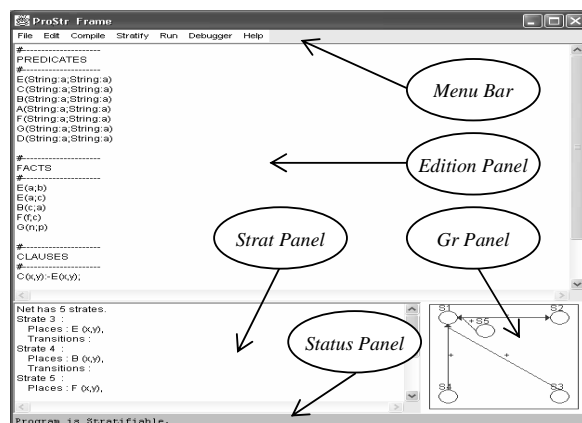 ProStr Frame
File Edit Compile Stratify Run Debugger Help
#----------------------
PREDICATES
#----------------------
E(String:a;String:a)
C(String:a;String:a)
B(String:a;String:a)
A(String:a;String:a)
F(String:a;String:a)
G(String:a;String:a)
D(String:a;String:a)
#----------------------
FACTS
#----------------------
E(a;b)
E(a;c)
B(c;a)
F(f;c)
G(n;p)
#----------------------
CLAUSES
#----------------------
C(x,y):-E(x,y);
Menu Bar
Edition Panel
Strat Panel
Gr Panel
Status Panel
Net has 5 strates.
Strate 3 :
Places : E (x,y),
Transitions :
Strate 4 :
Places : B (x,y),
Transitions :
Strate 5 :
Places : F (x,y),
S1
S2
+ S5
+ +
S4
S3
Program is Stratifiable.